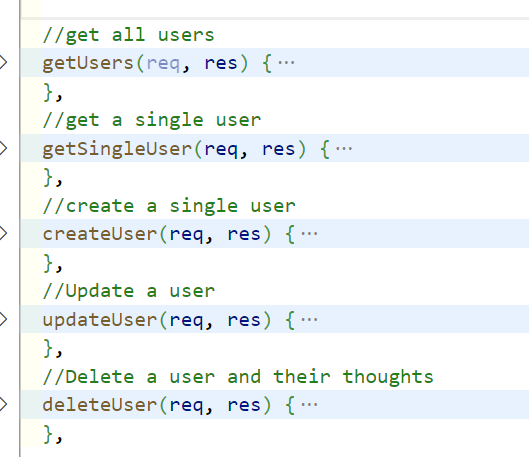 //get all users
getUsers(req, res) {···
},
//get a single user
getSingleUser(req, res) {···
},
//create a single user
createUser(req, res) {···
},
//Update a user
updateUser(req, res) {···
},
//Delete a user and their thoughts
deleteUser(req, res) {···
},